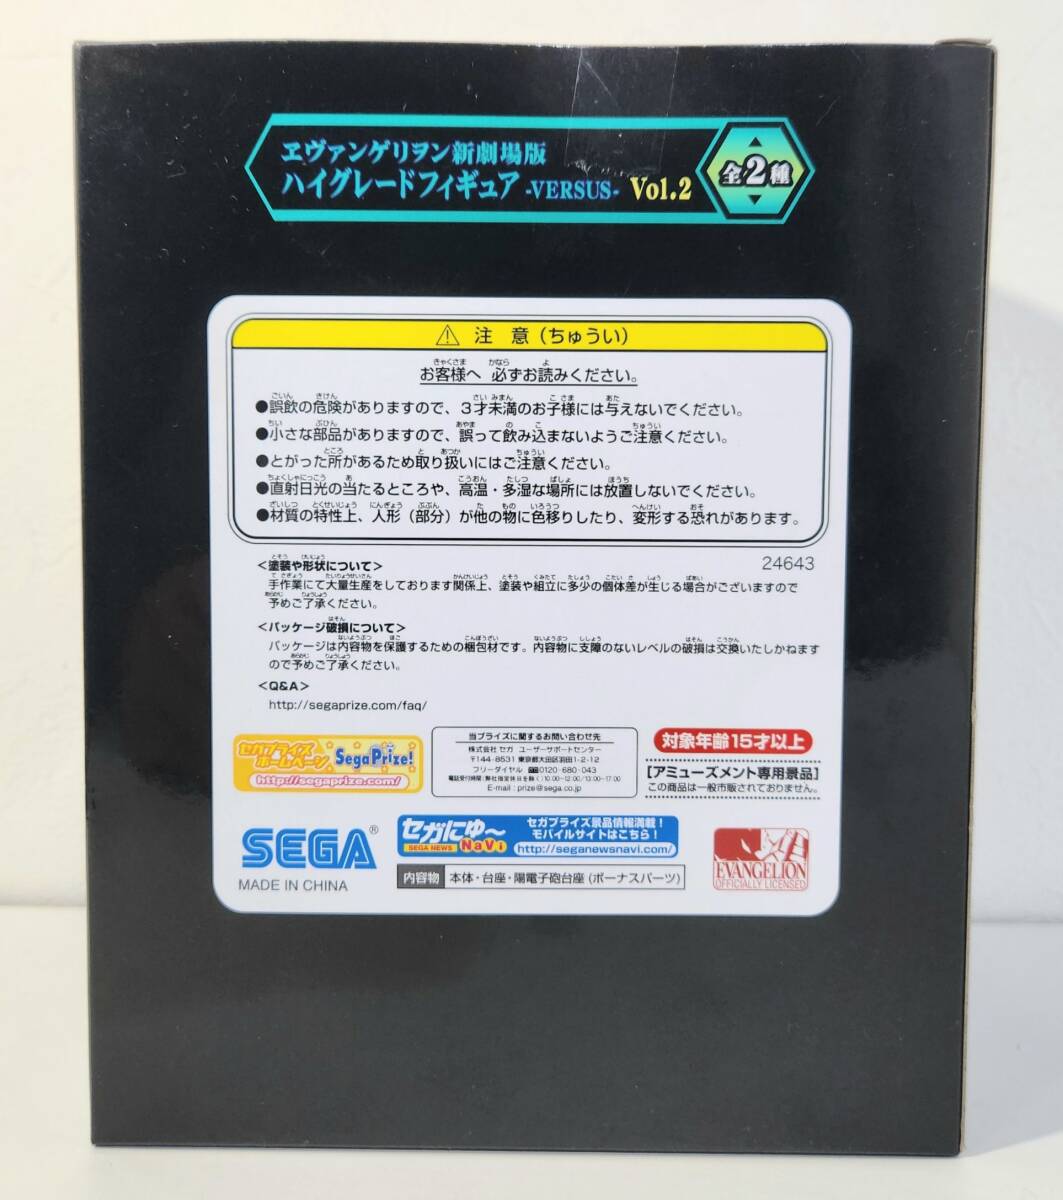 ヱヴァンゲリヲン新劇場版
ハイグレードフィギュア -VERSUS- Vol.2
全2種
⚠ 注 意（ちゅうい）
お客様へ 必ずお読みください。
●誤飲の危険がありますので、3才未満のお子様には与えないでください。
●小さな部品がありますので、誤って飲み込まないようご注意ください。
●とがった所があるため取り扱いにはご注意ください。
●直射日光の当たるところや、高温・多湿な場所には放置しないでください。
●材質の特性上、人形（部分）が他の物に色移りしたり、変形する恐れがあります。
24643
<塗装や形状について>
手作業にて大量生産をしております関係上、塗装や組立に多少の個体差が生じる場合がございますので
予めご了承ください。
<パッケージ破損について>
パッケージは内容物を保護するための梱包材です。内容物に支障のないレベルの破損は交換いたしかねます
ので予めご了承ください。
<Q&A>
http://segaprize.com/faq/
セガプライズ
ホームページ
SegaPrize!
http://segaprize.com/
当プライズに関するお問い合わせ先
株式会社 セガ ユーザーサポートセンター
〒144-8531 東京都大田区羽田1-2-12
フリーダイヤル 0120-680-043
電話受付時間：弊社指定休日を除く（）10:00~12:00/13:00~17:00
E-mail : prize@sega.co.jp
対象年齢15才以上
[アミューズメント専用景品]
この商品は一般市販されておりません。
SEGA®
MADE IN CHINA
セガにゅ〜
SEGA NEWS NaVi
セガプライズ景品情報満載！
モバイルサイトはこちら！
http://seganewsnavi.com/
内容物 本体・台座・陽電子砲台座 (ボーナスパーツ)
EVANGELION
OFFICIALLY LICENSED